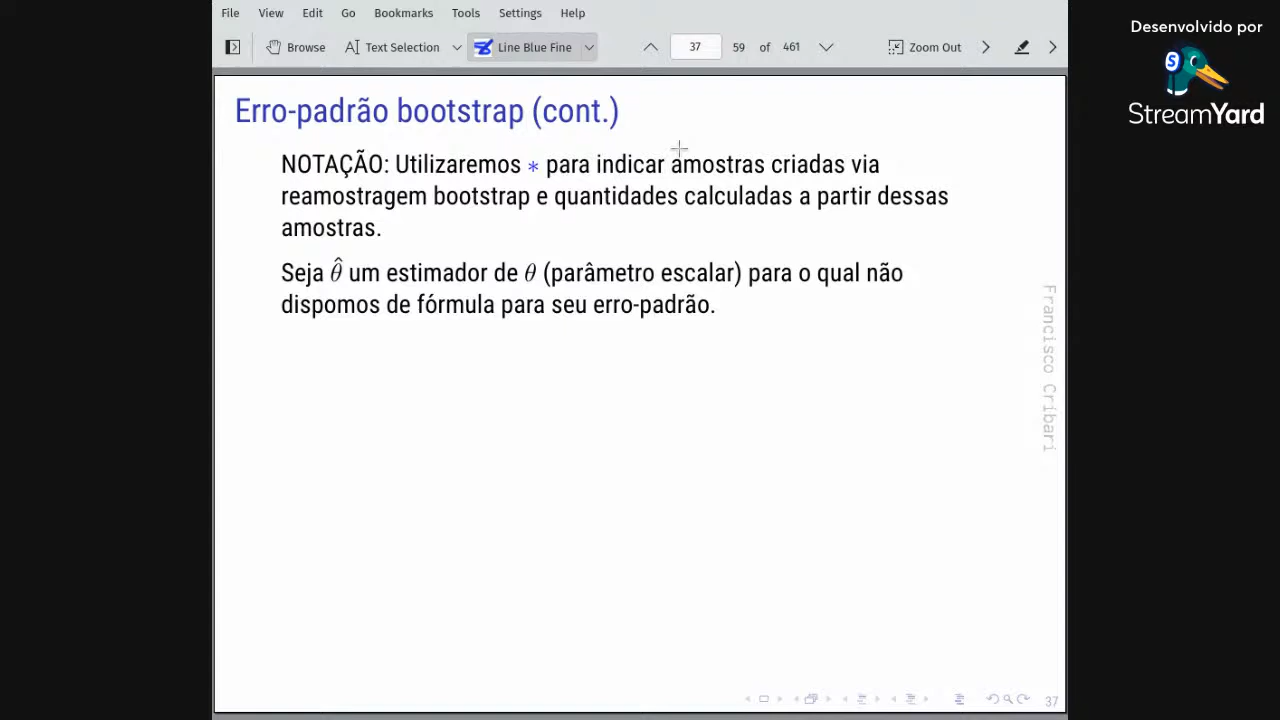 File View Edit Go Bookmarks Tools Settings Help
Browse Text Selection Line Blue Fine 37 59 of 461 Zoom Out
Desenvolvido por
StreamYard
Erro-padrão bootstrap (cont.)
NOTAÇÃO: Utilizaremos * para indicar amostras criadas via
reamostragem bootstrap e quantidades calculadas a partir dessas
amostras.
Seja θ̂ um estimador de θ (parâmetro escalar) para o qual não
dispomos de fórmula para seu erro-padrão.
Francisco Cribari
37